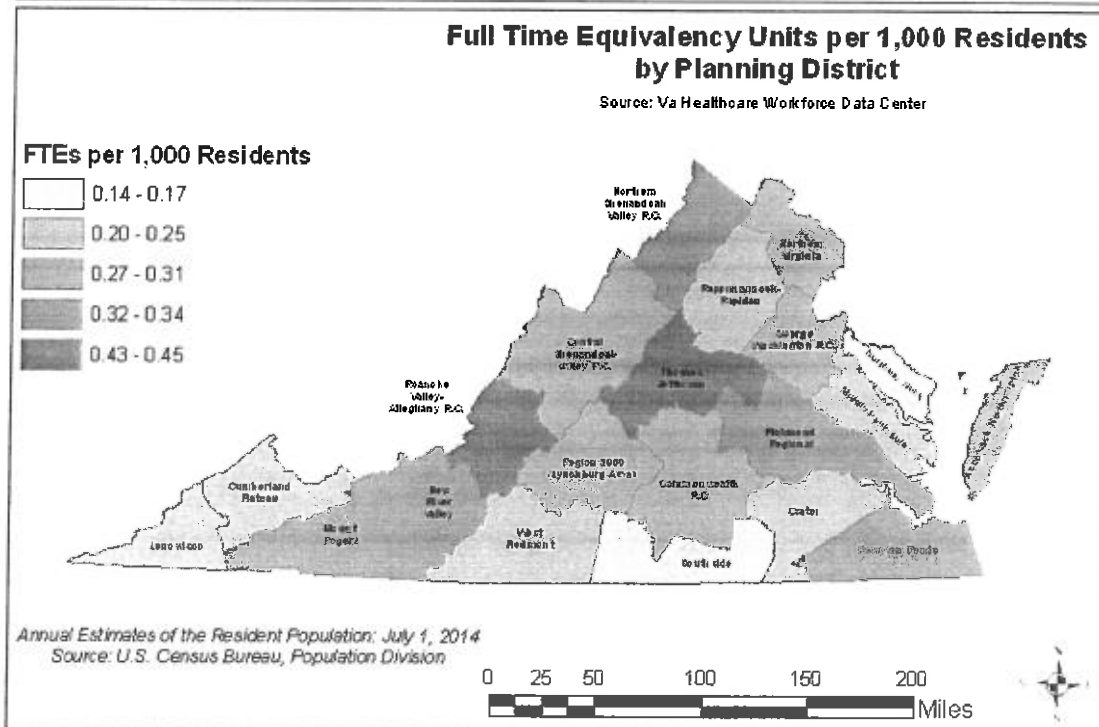 Full Time Equivalency Units per 1,000 Residents
by Planning District
Source: Va Healthcare Workforce Data Center
FTEs per 1,000 Residents
0.14 - 0.17
0.20 - 0.25
0.27 - 0.31
0.32 - 0.34
0.43 - 0.45
Northern
Shenandoah
Valley R.C.
Northern
Virginia
Rappahannock-
Rapidan
George
Washington R.C.
Central
Shenandoah
Valley P.C.
Thomas
Jefferson
Roanoke
Valley-
Alleghany R.C.
Richmond
Regional
Region 2000
Lynchburg Area
Commonwealth
R.C.
Cumberland
Plateau
New
River
Valley
Mount
Rogers
West
Piedmont
Crater
Southside
Annual Estimates of the Resident Population: July 1, 2014
Source: U.S. Census Bureau, Population Division
0 25 50 100 150 200
Miles